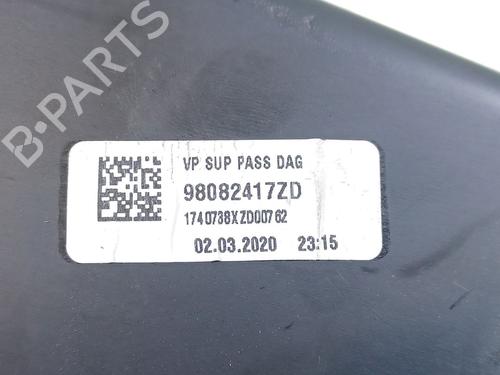 B-PARTS
VP SUP PASS DAG
98082417ZD
1740738XZD00762
02.03.2020 23:15